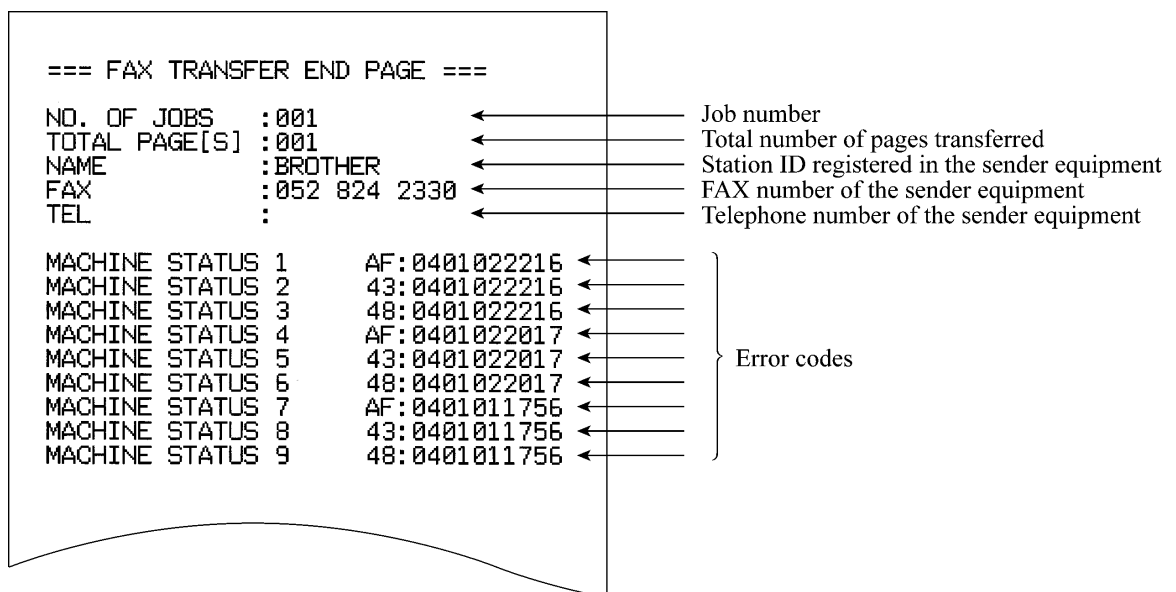 === FAX TRANSFER END PAGE ===
NO. OF JOBS :001 Job number
TOTAL PAGE[S] :001 Total number of pages transferred
NAME :BROTHER Station ID registered in the sender equipment
FAX :052 824 2330 FAX number of the sender equipment
TEL : Telephone number of the sender equipment
MACHINE STATUS 1 AF:0401022216
MACHINE STATUS 2 43:0401022216
MACHINE STATUS 3 48:0401022216
MACHINE STATUS 4 AF:0401022017
MACHINE STATUS 5 43:0401022017 Error codes
MACHINE STATUS 6 48:0401022017
MACHINE STATUS 7 AF:0401011756
MACHINE STATUS 8 43:0401011756
MACHINE STATUS 9 48:0401011756